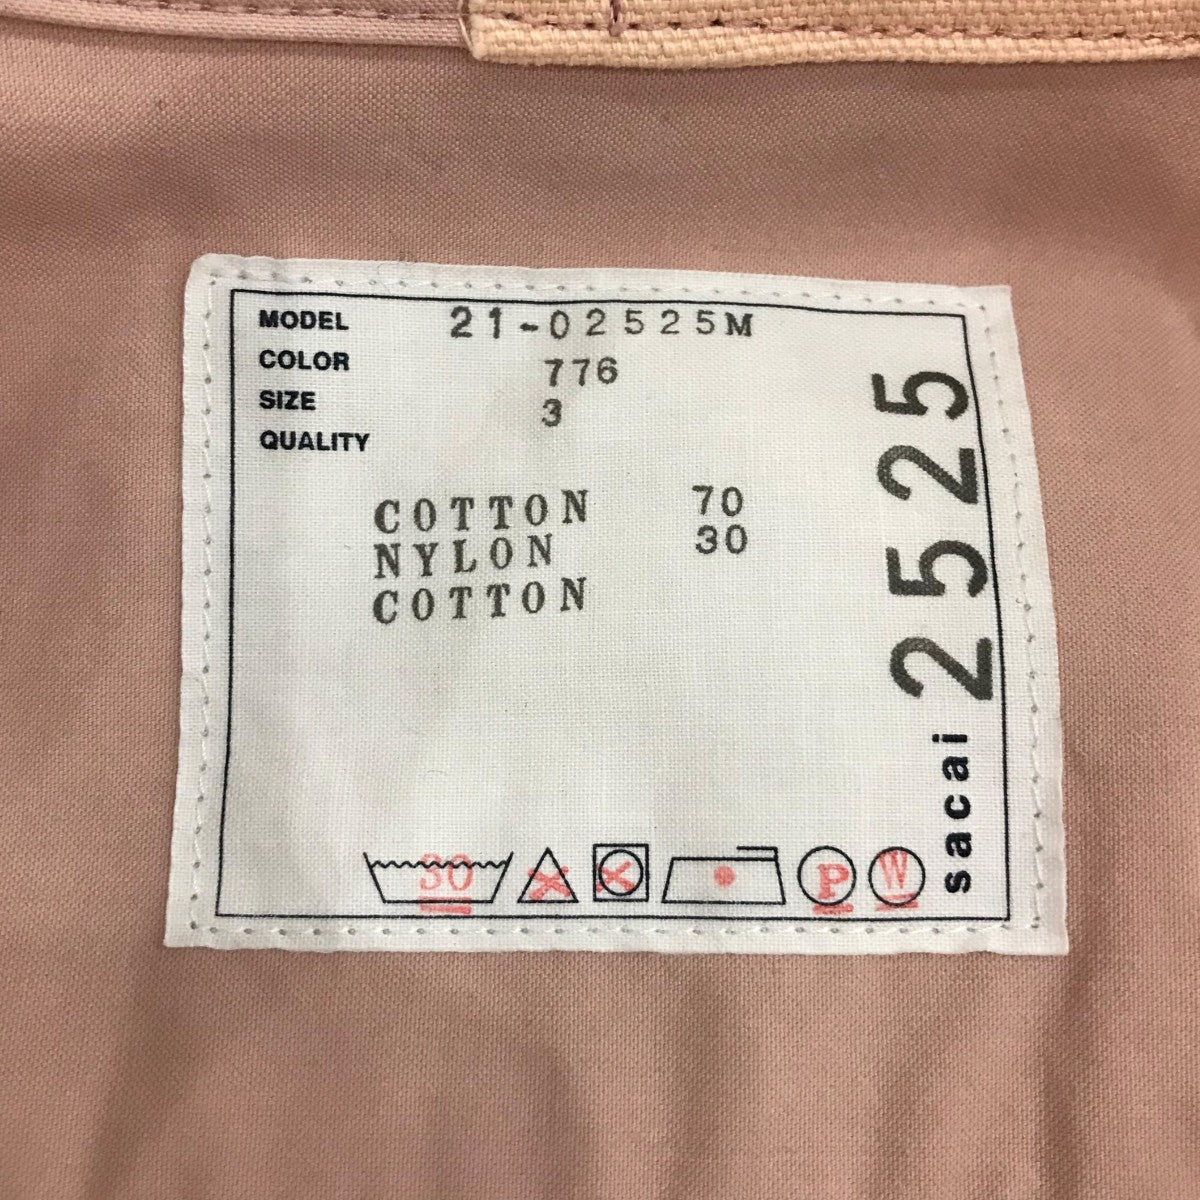 MODEL 21-02525M
COLOR 776
SIZE 3
QUALITY
COTTON 70
NYLON 30
COTTON
sacai 2525
30
P
W